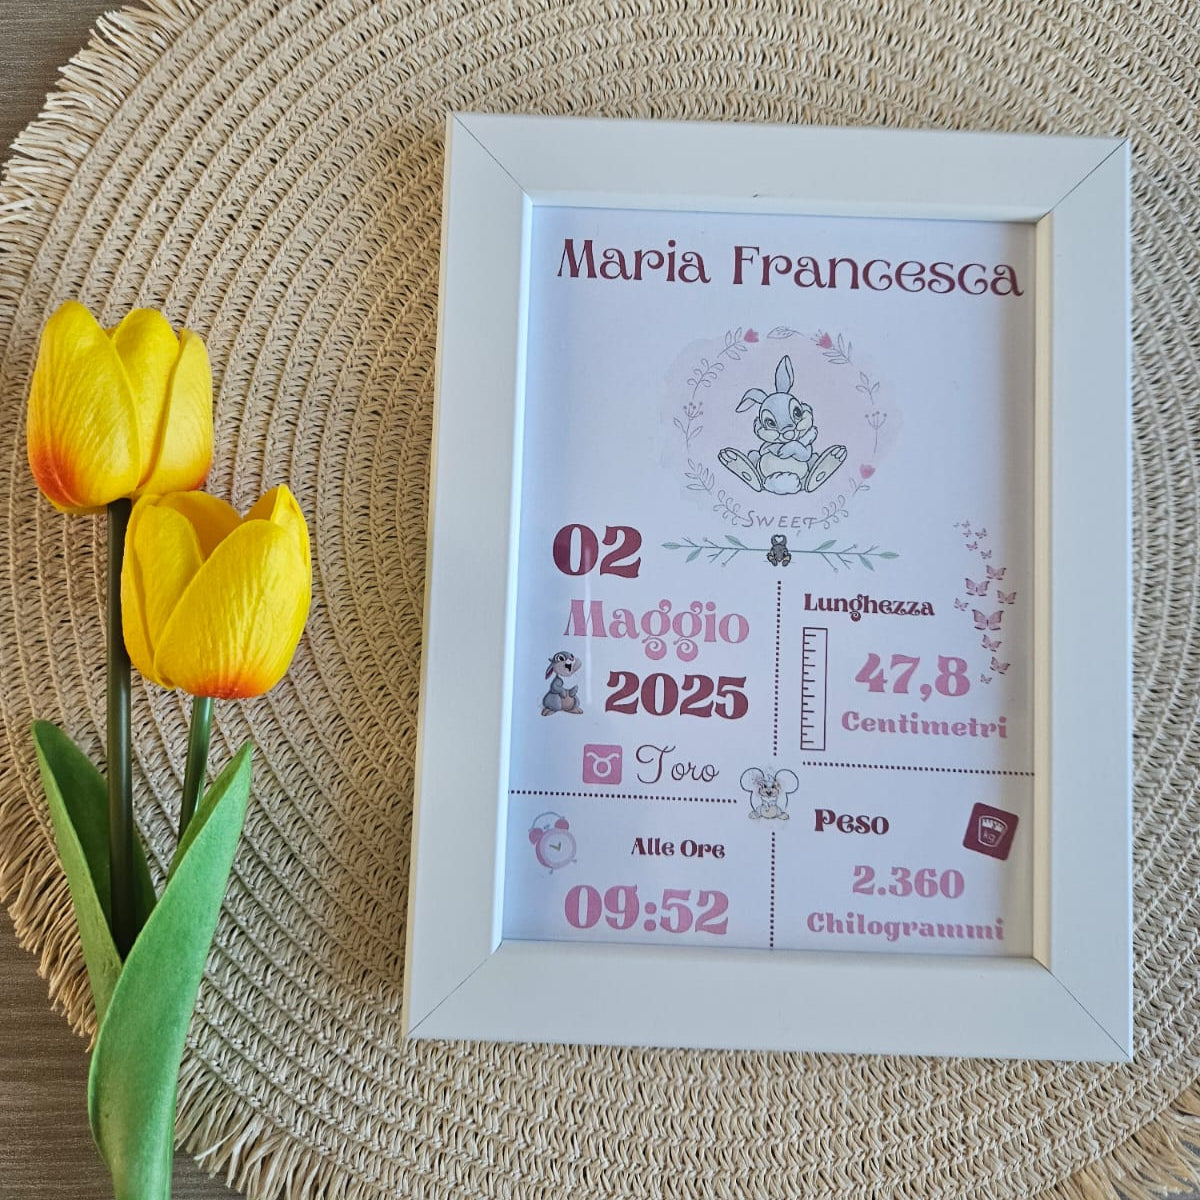 Maria Francesca
SWEET
02
Maggio
2025
Toro
Lunghezza
47,8
Centimetri
Alle Ore
09:52
Peso
kg
2.360
Chilogrammi